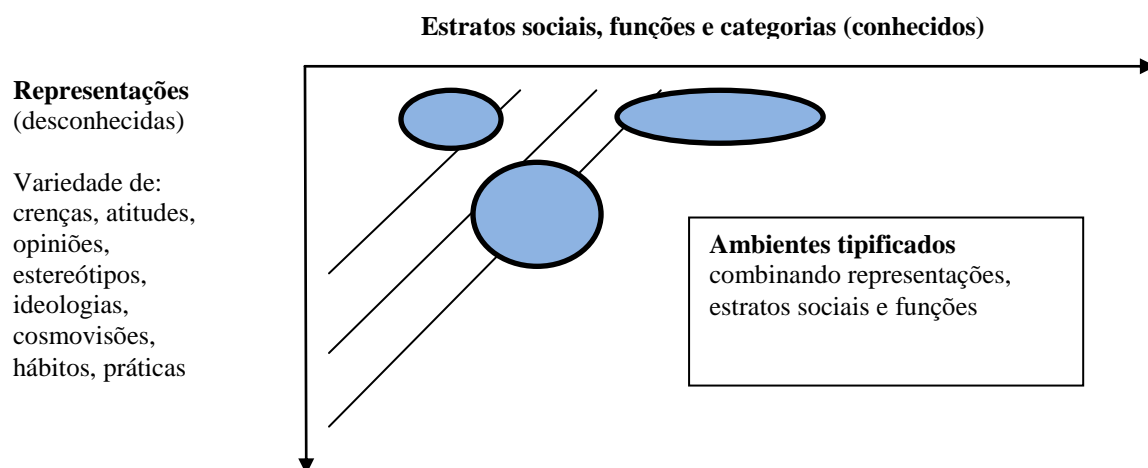 Estratos sociais, funções e categorias (conhecidos)
Representações
(desconhecidas)
Variedade de:
crenças, atitudes,
opiniões,
estereótipos,
ideologias,
cosmovisões,
hábitos, práticas
Ambientes tipificados
combinando representações,
estratos sociais e funções